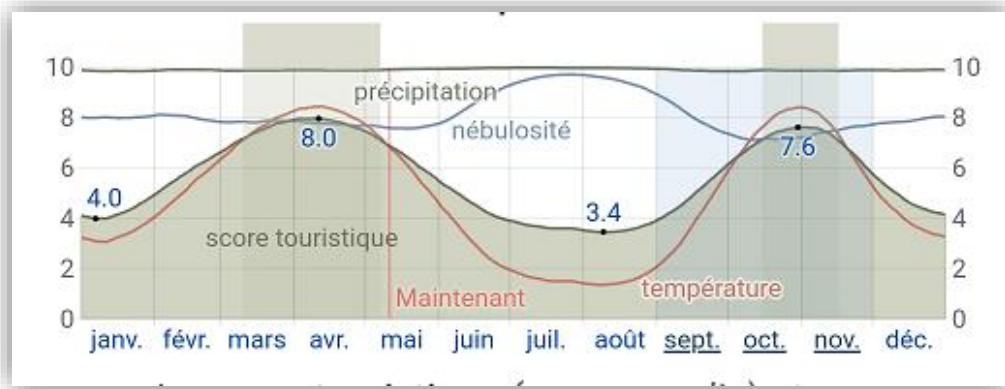 10 10
précipitation
8 8
nébulosité
8.0 7.6
6 6
4.0 3.4
4 4
score touristique
2 2
température
Maintenant
0 0
janv. févr. mars avr. mai juin juil. août sept. oct. nov. déc.